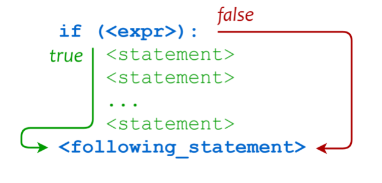 false
if (<expr>):
true <statement>
<statement>
...
<statement>
<following_statement>